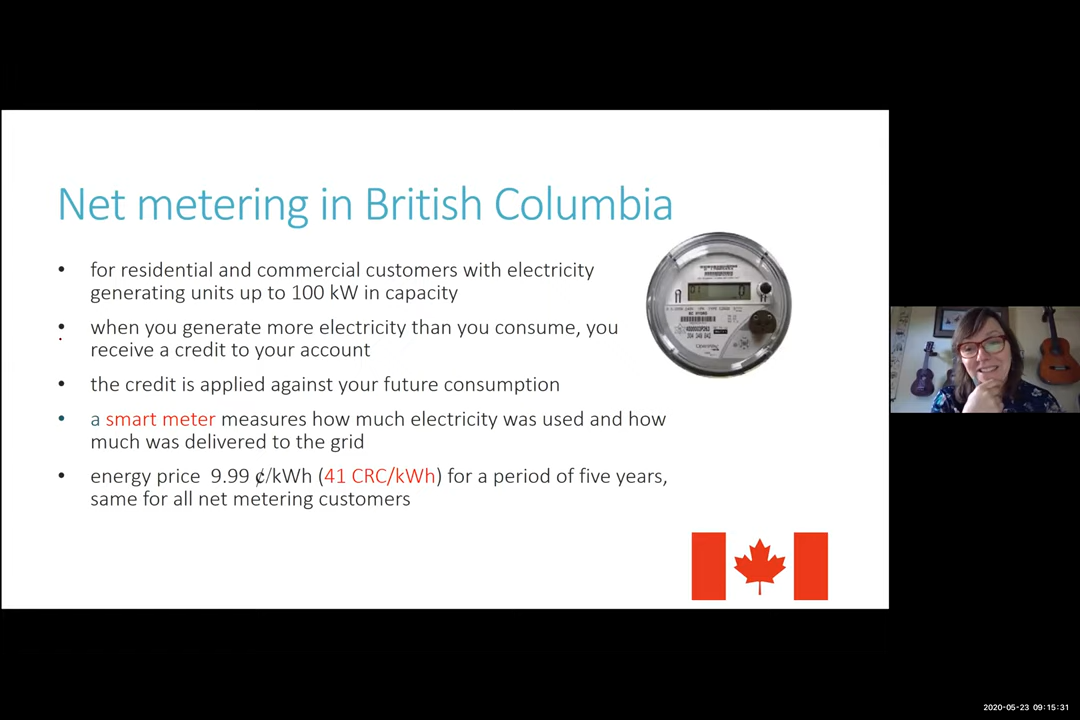 Net metering in British Columbia
• for residential and commercial customers with electricity
generating units up to 100 kW in capacity
• when you generate more electricity than you consume, you
receive a credit to your account
• the credit is applied against your future consumption
• a smart meter measures how much electricity was used and how
much was delivered to the grid
• energy price 9.99 ¢/kWh (41 CRC/kWh) for a period of five years,
same for all net metering customers
2020-05-23 09:15:31